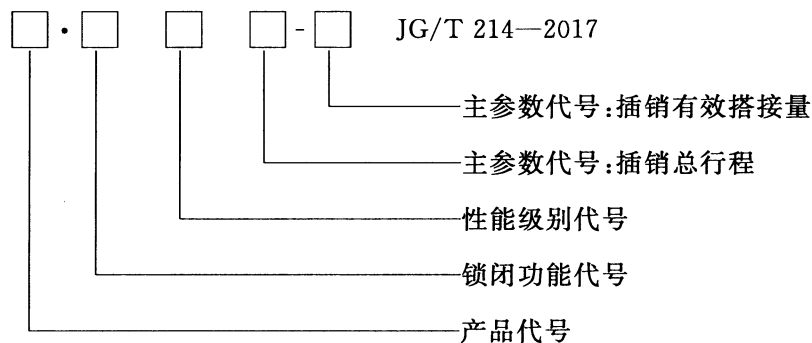 □·□ □ □-□ JG/T 214—2017
主参数代号:插销有效搭接量
主参数代号:插销总行程
性能级别代号
锁闭功能代号
产品代号